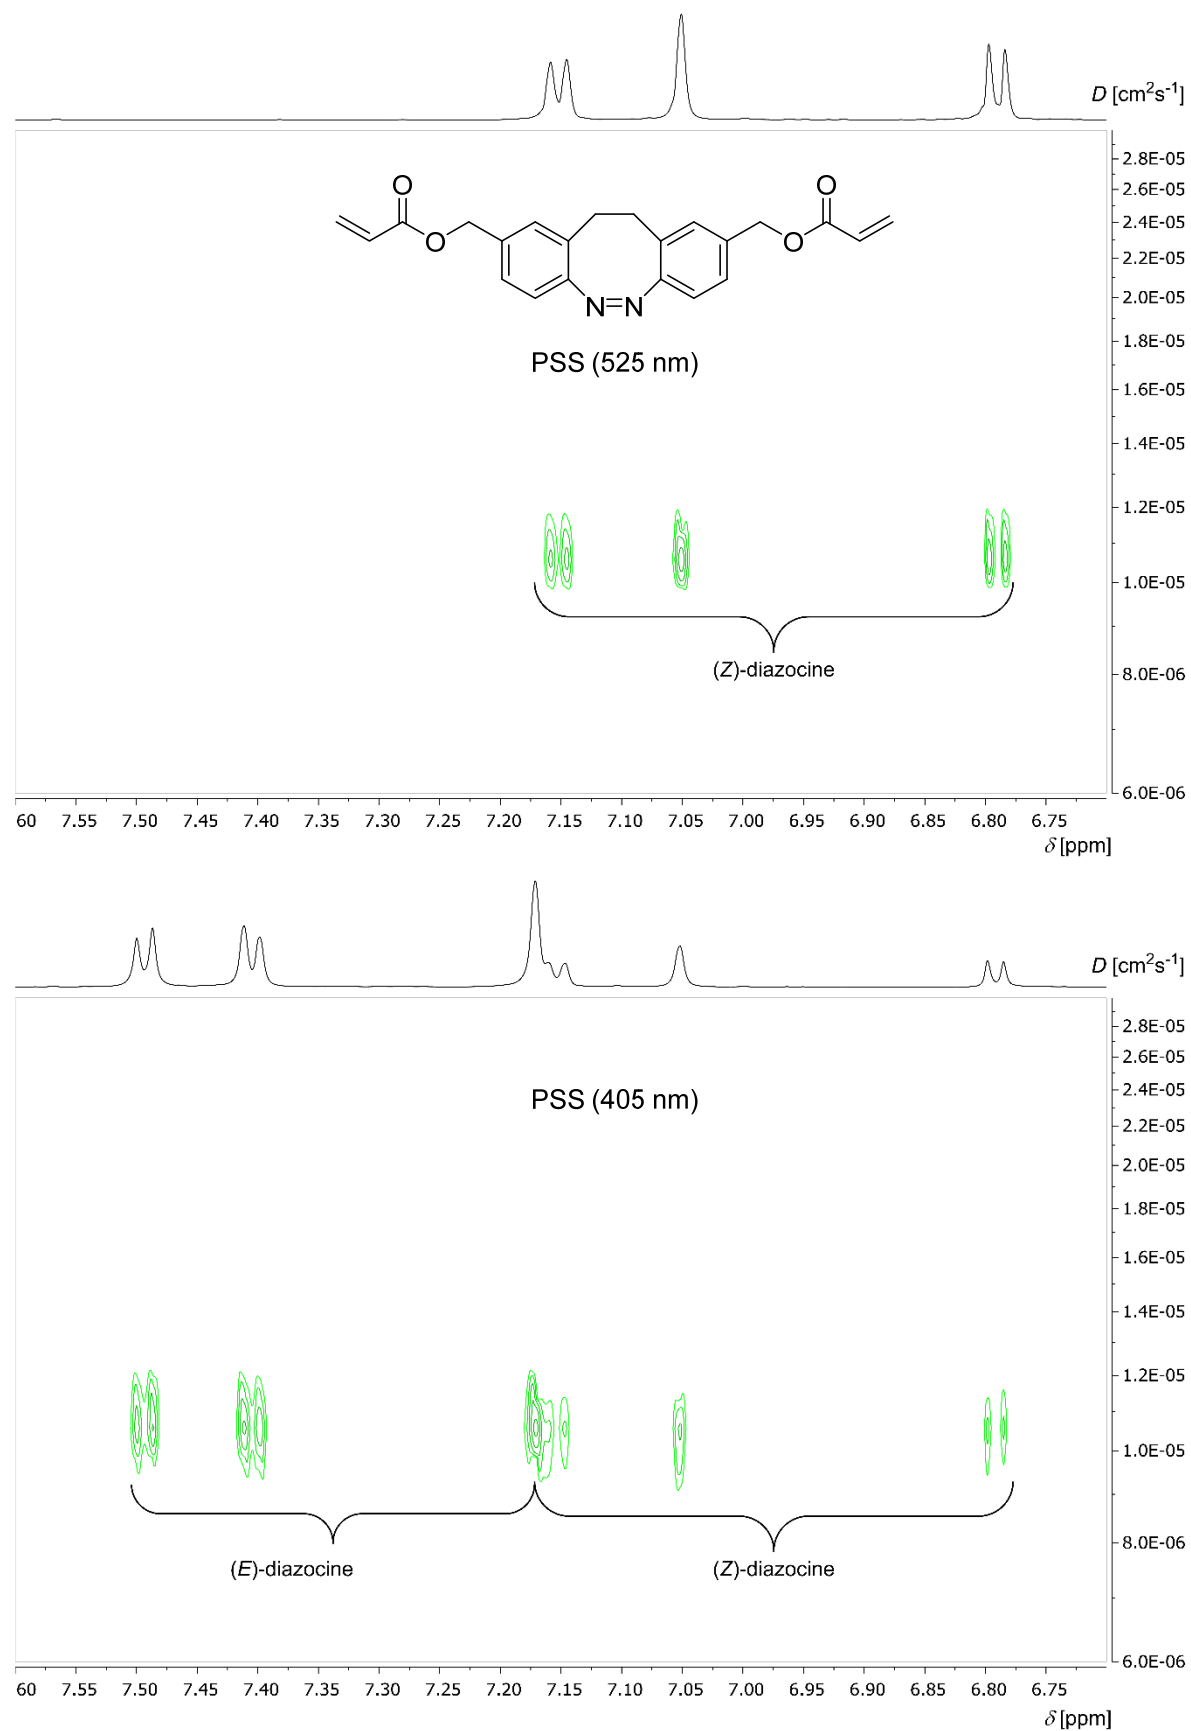 D [cm²s⁻¹]
2.8E-05
2.6E-05
2.4E-05
2.2E-05
2.0E-05
1.8E-05
1.6E-05
1.4E-05
1.2E-05
1.0E-05
8.0E-06
6.0E-06
O O
O O
N=N
PSS (525 nm)
(Z)-diazocine
60 7.55 7.50 7.45 7.40 7.35 7.30 7.25 7.20 7.15 7.10 7.05 7.00 6.95 6.90 6.85 6.80 6.75
δ [ppm]
D [cm²s⁻¹]
2.8E-05
2.6E-05
2.4E-05
2.2E-05
2.0E-05
1.8E-05
1.6E-05
1.4E-05
1.2E-05
1.0E-05
8.0E-06
6.0E-06
PSS (405 nm)
(E)-diazocine (Z)-diazocine
60 7.55 7.50 7.45 7.40 7.35 7.30 7.25 7.20 7.15 7.10 7.05 7.00 6.95 6.90 6.85 6.80 6.75
δ [ppm]